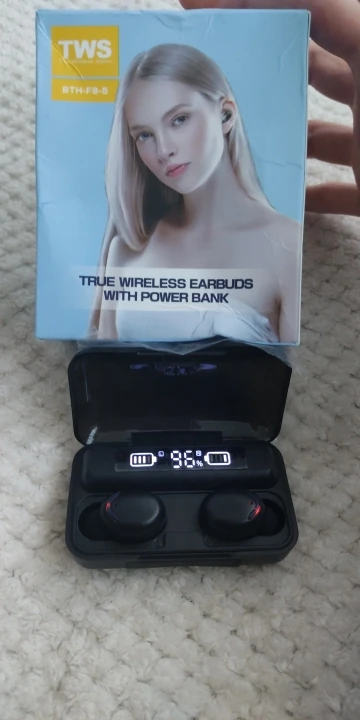 TWS
BTH-F9-5
TRUE WIRELESS EARBUDS
WITH POWER BANK
L 96% R